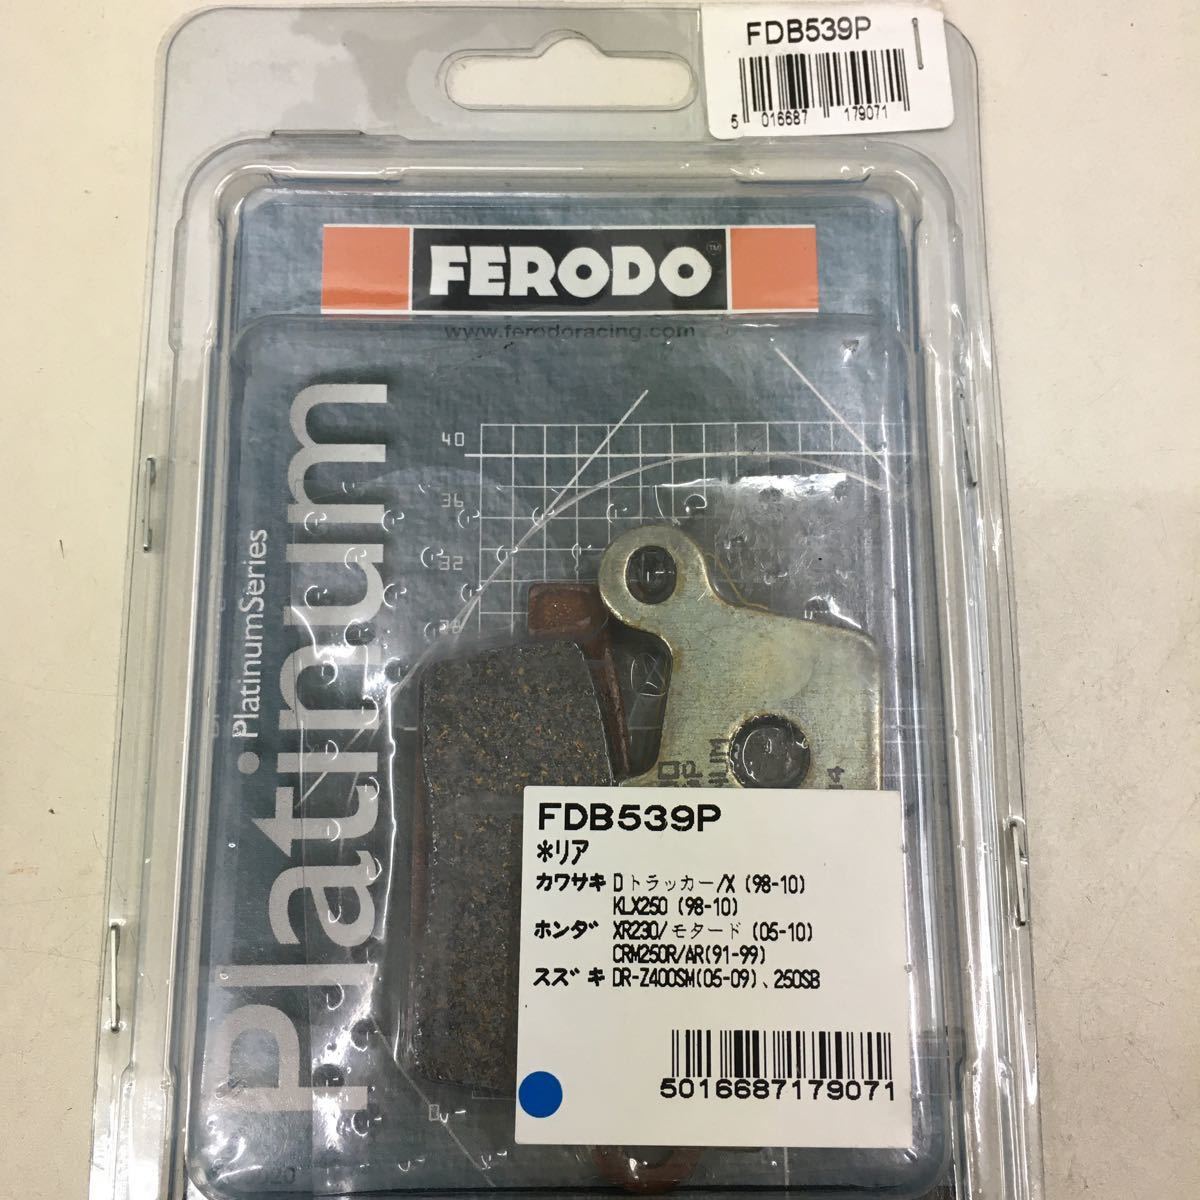 FDB539P
5 016687 179071
FERODO™
www.ferodoracing.com
Platinum
PlatinumSeries
40
36
32
28
FDB539P
*リア
カワサキ Dトラッカー/X (98-10)
KLX250 (98-10)
ホンダ XR230/モタード (05-10)
CRM250R/AR(91-99)
スズキ DR-Z400SM(05-09)、250SB
5016687179071